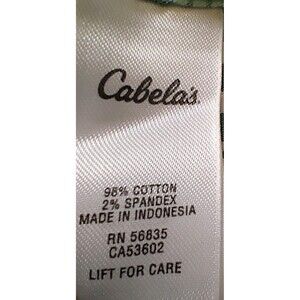 Cabela's
98% COTTON
2% SPANDEX
MADE IN INDONESIA
RN 56835
CA53602
LIFT FOR CARE